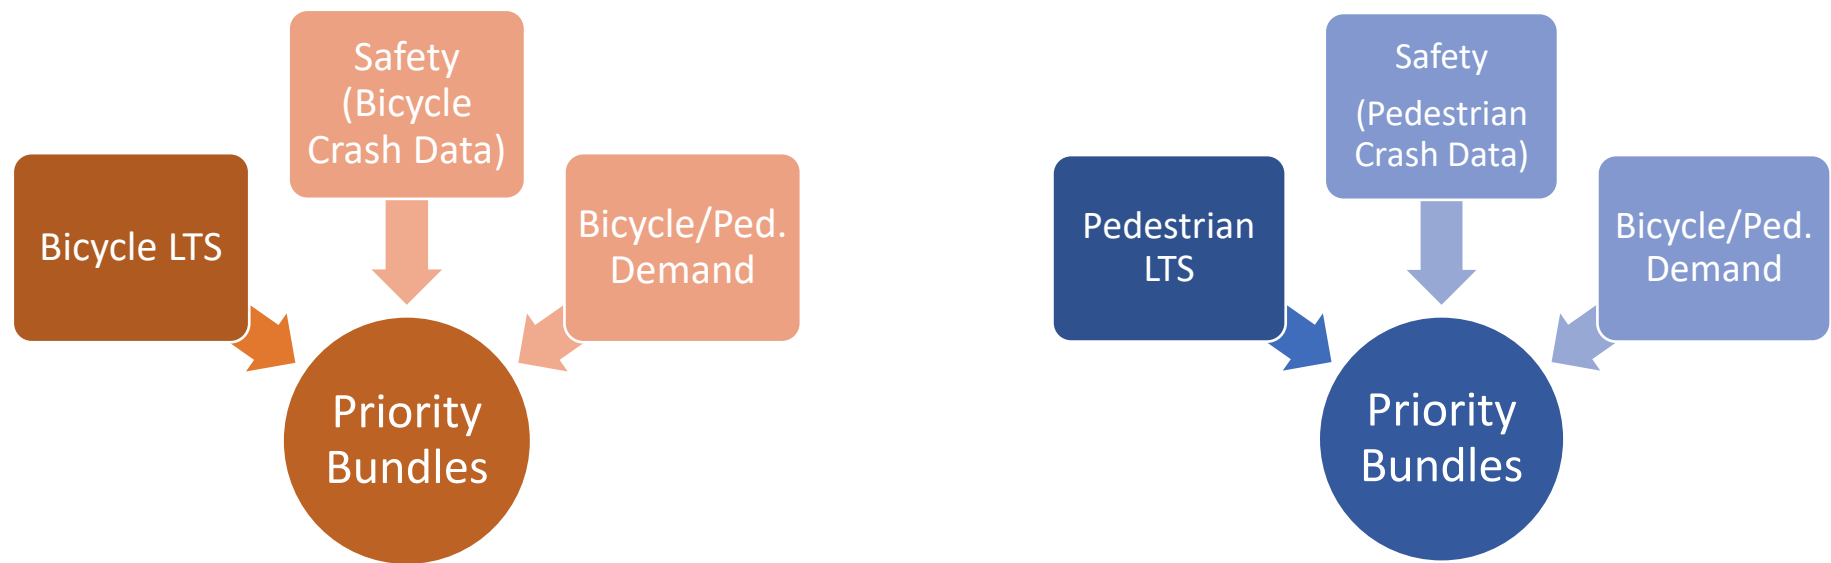 Safety
(Bicycle
Crash Data)
Bicycle LTS
Bicycle/Ped.
Demand
Priority
Bundles
Safety
(Pedestrian
Crash Data)
Pedestrian
LTS
Bicycle/Ped.
Demand
Priority
Bundles